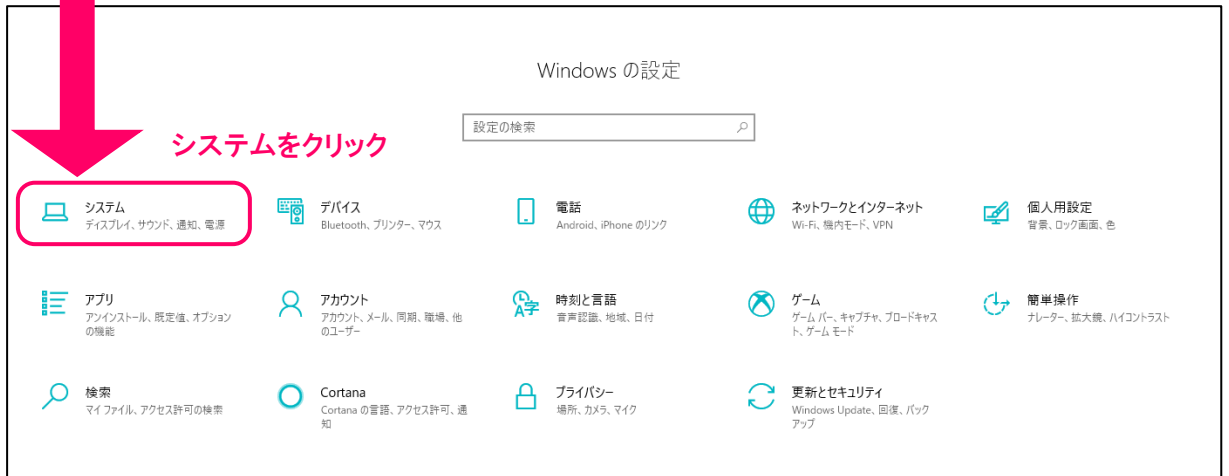 Windows の設定
設定の検索
システムをクリック
システム
ディスプレイ、サウンド、通知、電源
デバイス
Bluetooth、プリンター、マウス
電話
Android、iPhone のリンク
ネットワークとインターネット
Wi-Fi、機内モード、VPN
個人用設定
背景、ロック画面、色
アプリ
アンインストール、既定値、オプション
の機能
アカウント
アカウント、メール、同期、職場、他
のユーザー
時刻と言語
音声認識、地域、日付
ゲーム
ゲーム バー、キャプチャ、ブロードキャス
ト、ゲーム モード
簡単操作
ナレーター、拡大鏡、ハイコントラスト
検索
マイ ファイル、アクセス許可の検索
Cortana
Cortana の言語、アクセス許可、通
知
プライバシー
場所、カメラ、マイク
更新とセキュリティ
Windows Update、回復、バック
アップ